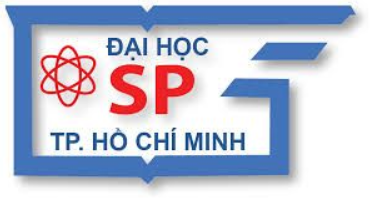 ĐẠI HỌC
SP
TP. HỒ CHÍ MINH